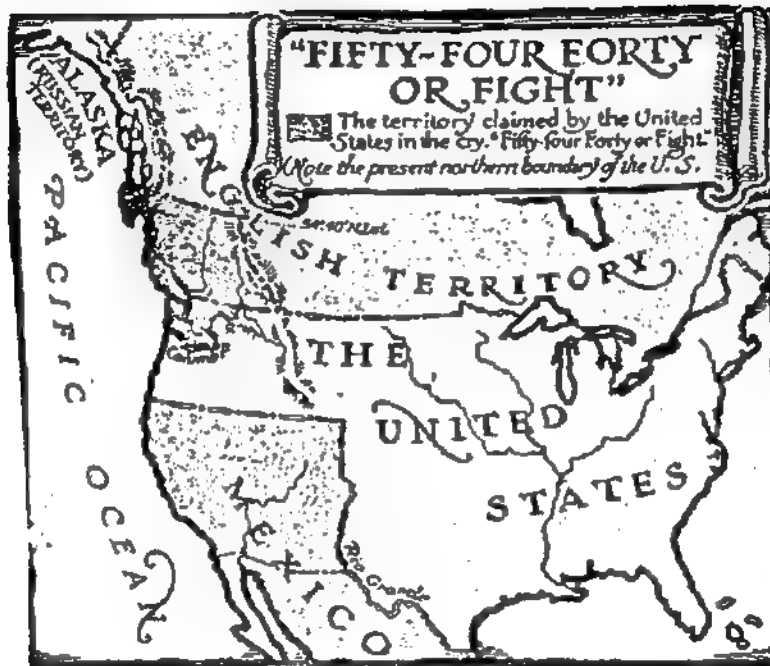 "FIFTY-FOUR FORTY
OR FIGHT"
The territory claimed by the United
States in the cry. "Fifty-four Forty or Fight."
(Note the present northern boundary of the U. S.
ALASKA
(RUSSIAN
TERRITORY)
ENGLISH TERRITORY
PACIFIC OCEAN
THE
UNITED
STATES
MEXICO
Rio Grande